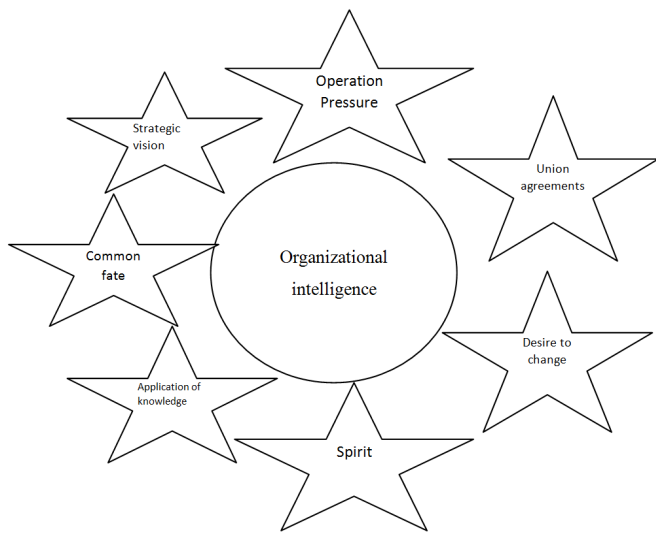 Operation
Pressure
Strategic
vision
Union
agreements
Common
fate
Organizational
intelligence
Desire to
change
Application of
knowledge
Spirit